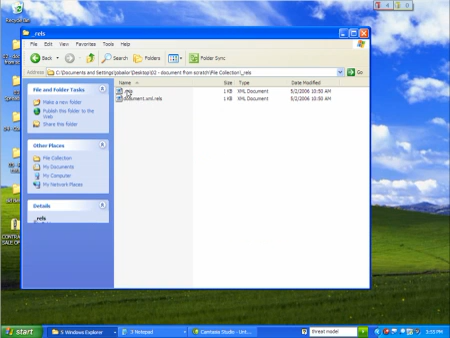 Recycle Bin
4
_rels
File Edit View Favorites Tools Help
Back Search Folders Folder Sync
Address C:\Documents and Settings\jobalor\Desktop\02 - document from scratch\File Collection\_rels Go
File and Folder Tasks
Make a new folder
Publish this folder to the Web
Share this folder
Other Places
File Collection
My Documents
My Computer
My Network Places
Details
_rels
Name Size Type Date Modified
.rels 1 KB XML Document 5/2/2006 10:50 AM
document.xml.rels 1 KB XML Document 5/2/2006 10:50 AM
start 5 Windows Explorer 3 Notepad Camtasia Studio - Unt... threat model 3:55 PM